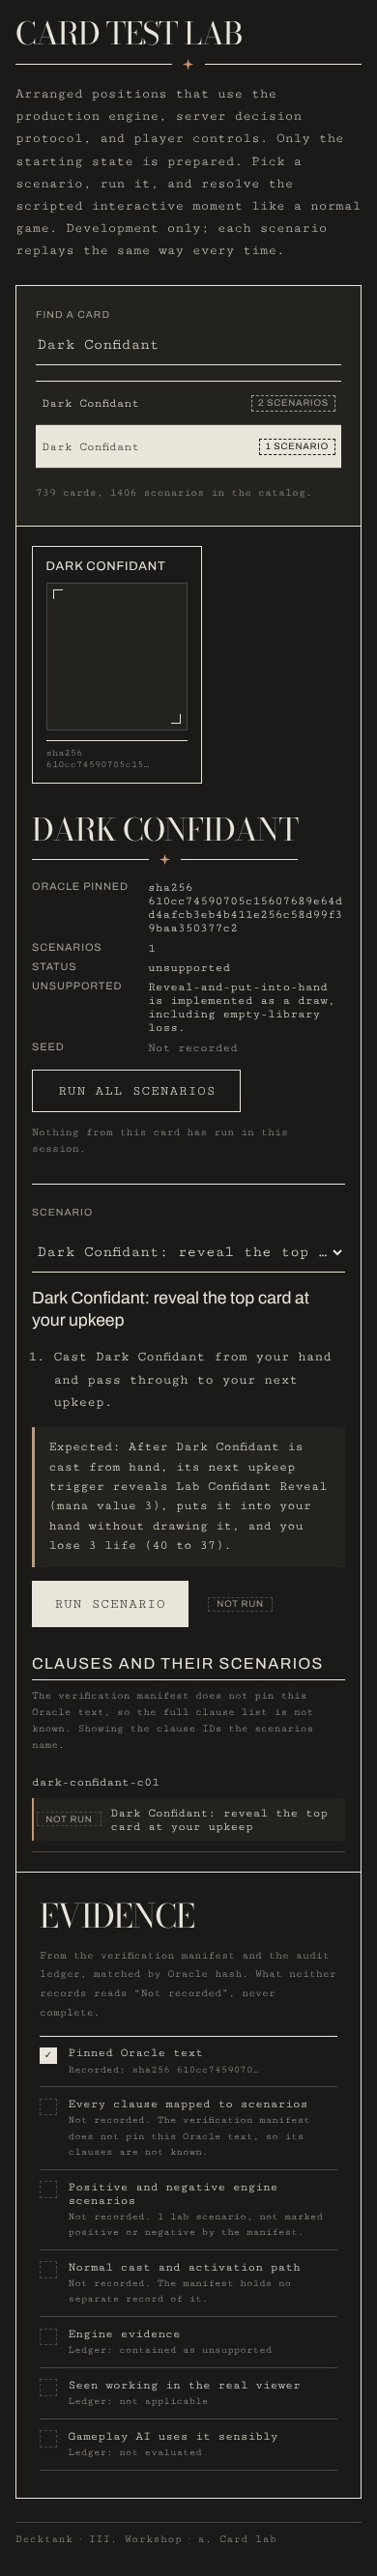 CARD TEST LAB
Arranged positions that use the
production engine, server decision
protocol, and player controls. Only the
starting state is prepared. Pick a
scenario, run it, and resolve the
scripted interactive moment like a normal
game. Development only; each scenario
replays the same way every time.
FIND A CARD
Dark Confidant
Dark Confidant 2 SCENARIOS
Dark Confidant 1 SCENARIO
739 cards, 1406 scenarios in the catalog.
DARK CONFIDANT
sha256
610cc74590705c15…
DARK CONFIDANT
ORACLE PINNED sha256
610cc74590705c15607689e64d
d4afcb3eb4b411e256c58d99f3
9baa350377c2
SCENARIOS 1
STATUS unsupported
UNSUPPORTED Reveal-and-put-into-hand
is implemented as a draw,
including empty-library
loss.
SEED Not recorded
RUN ALL SCENARIOS
Nothing from this card has run in this
session.
SCENARIO
Dark Confidant: reveal the top …
Dark Confidant: reveal the top card at
your upkeep
1. Cast Dark Confidant from your hand
and pass through to your next
upkeep.
Expected: After Dark Confidant is
cast from hand, its next upkeep
trigger reveals Lab Confidant Reveal
(mana value 3), puts it into your
hand without drawing it, and you
lose 3 life (40 to 37).
RUN SCENARIO NOT RUN
CLAUSES AND THEIR SCENARIOS
The verification manifest does not pin this
Oracle text, so the full clause list is not
known. Showing the clause IDs the scenarios
name.
dark-confidant-c01
NOT RUN Dark Confidant: reveal the top
card at your upkeep
EVIDENCE
From the verification manifest and the audit
ledger, matched by Oracle hash. What neither
records reads “Not recorded”, never
complete.
✓ Pinned Oracle text
Recorded: sha256 610cc7459070…
Every clause mapped to scenarios
Not recorded. The verification manifest
does not pin this Oracle text, so its
clauses are not known.
Positive and negative engine
scenarios
Not recorded. 1 lab scenario, not marked
positive or negative by the manifest.
Normal cast and activation path
Not recorded. The manifest holds no
separate record of it.
Engine evidence
Ledger: contained as unsupported
Seen working in the real viewer
Ledger: not applicable
Gameplay AI uses it sensibly
Ledger: not evaluated
Decktank · III. Workshop · a. Card lab